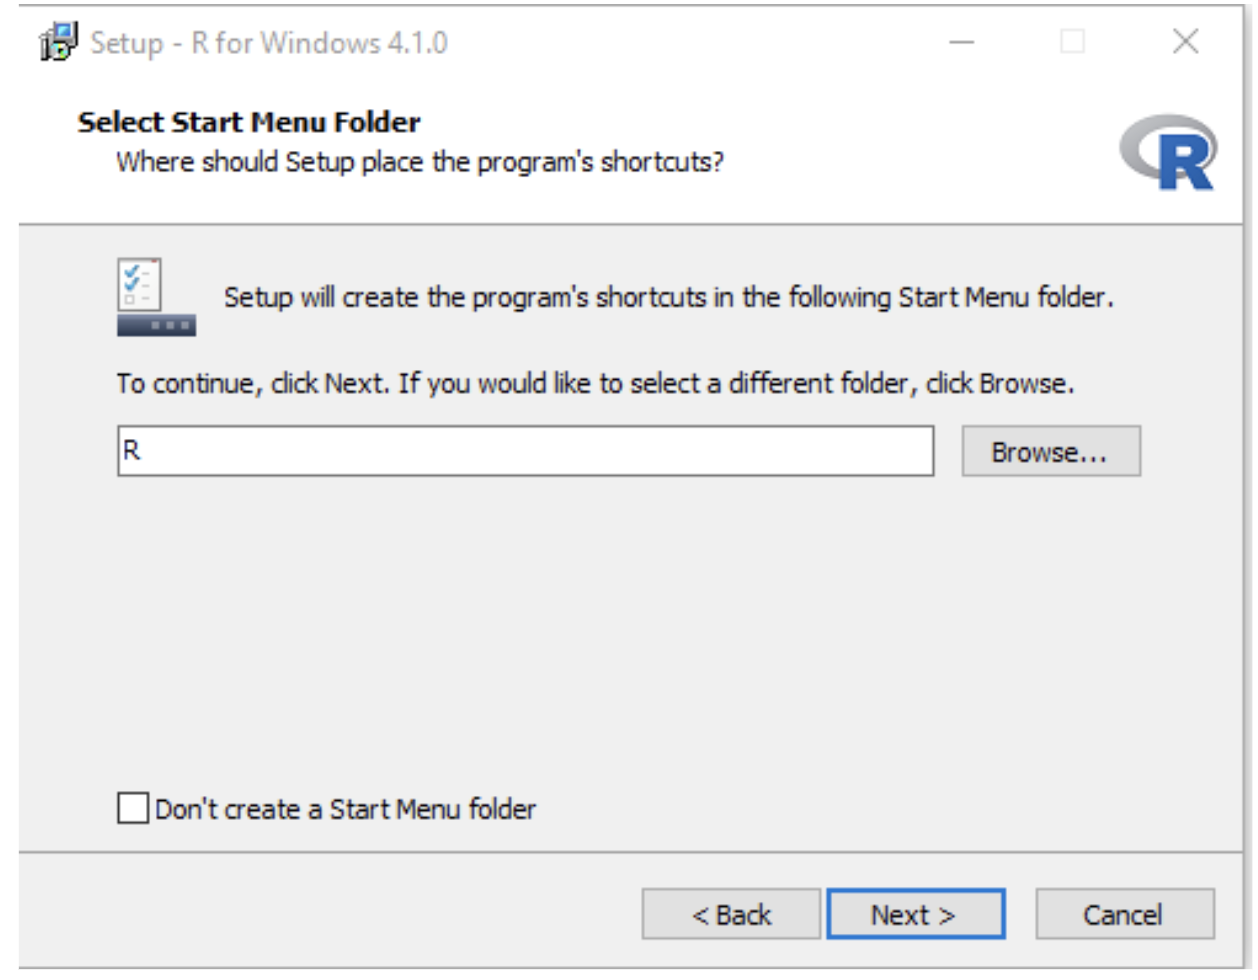 Setup - R for Windows 4.1.0
Select Start Menu Folder
Where should Setup place the program's shortcuts?
R
Setup will create the program's shortcuts in the following Start Menu folder.
To continue, click Next. If you would like to select a different folder, click Browse.
R
Browse...
Don't create a Start Menu folder
< Back
Next >
Cancel